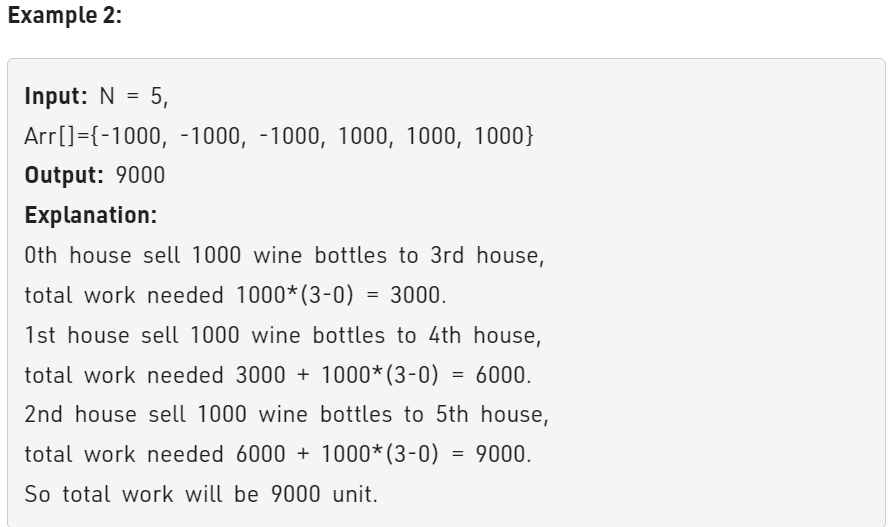 Example 2:
Input: N = 5,
Arr[]={-1000, -1000, -1000, 1000, 1000, 1000}
Output: 9000
Explanation:
0th house sell 1000 wine bottles to 3rd house,
total work needed 1000*(3-0) = 3000.
1st house sell 1000 wine bottles to 4th house,
total work needed 3000 + 1000*(3-0) = 6000.
2nd house sell 1000 wine bottles to 5th house,
total work needed 6000 + 1000*(3-0) = 9000.
So total work will be 9000 unit.